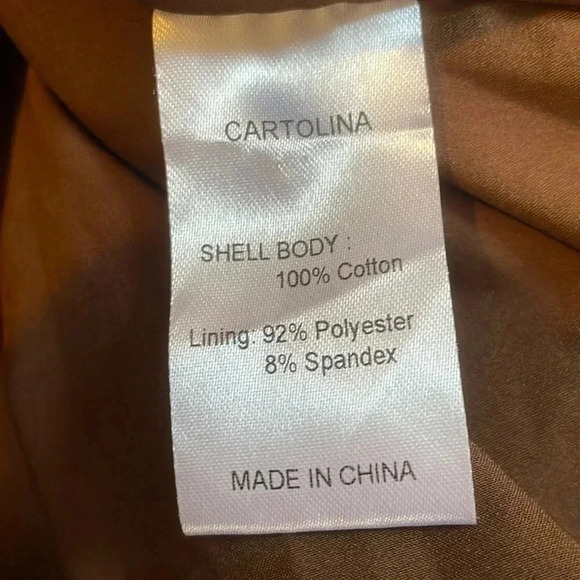 CARTOLINA
SHELL BODY :
100% Cotton
Lining: 92% Polyester
8% Spandex
MADE IN CHINA